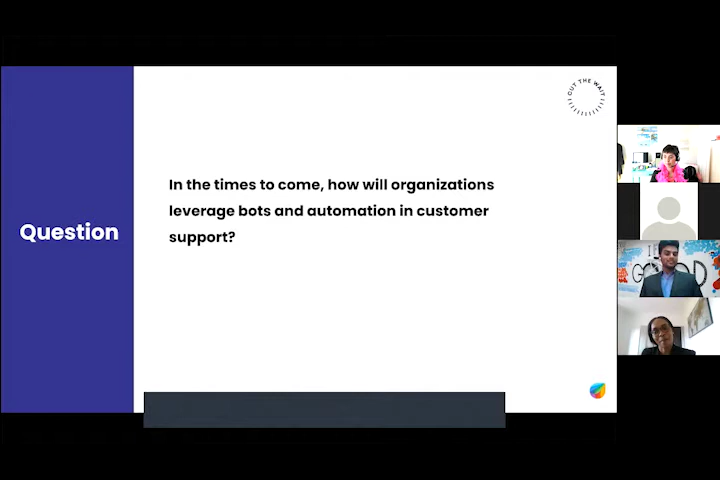 Question
In the times to come, how will organizations
leverage bots and automation in customer
support?
CUT THE WAIT